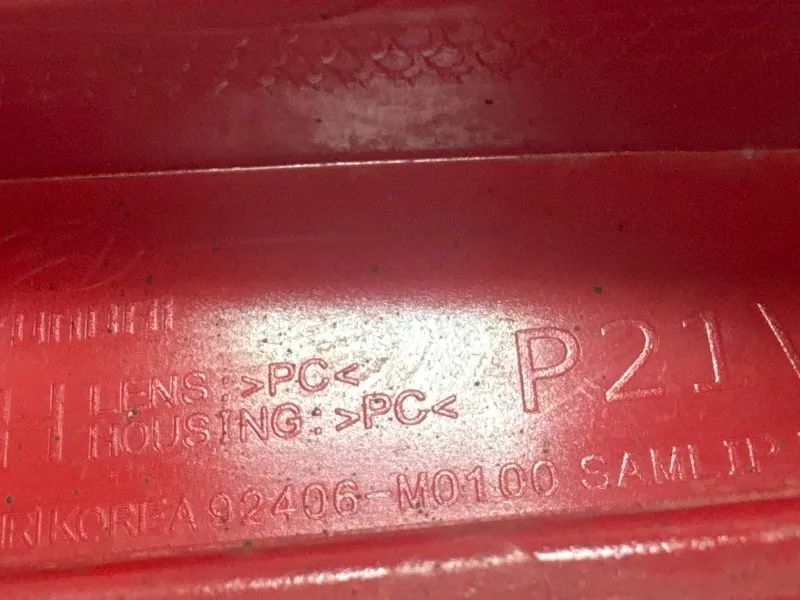 P21
LENS:>PC<
HOUSING:>PC<
KOREA 92406-M0100 SAMLIP